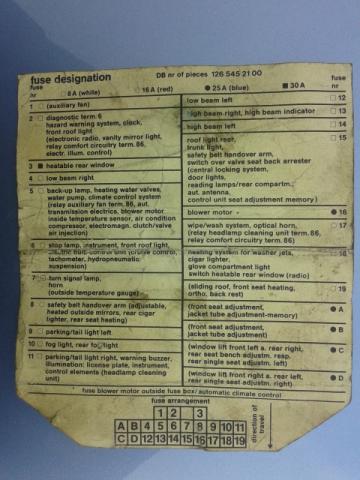 fuse designation
DB nr of pieces 126 545 21 00
fuse nr
8 A (white)
16 A (red)
25 A (blue)
30 A
fuse nr
1 (auxiliary fan)
2 diagnostic term. 6
hazard warning system, clock,
front roof light
(electronic radio, vanity mirror light,
relay comfort circuitry term. 86,
electr. illum. control)
3 heatable rear window
4 low beam right
5 back-up lamp, heating water valves,
water pump, climate control system
(relay auxiliary fan term. 86, aut.
transmission electrics, blower motor
inside temperature sensor, air condition
compressor, electromagn. clutch/valve
air injection)
6 stop lamp, instrument, front roof light,
tachometer, hydropneumatic
suspension)
7 turn signal lamp,
horn
(outside temperature gauge)
8 safety belt handover arm (adjustable,
heated outside mirrors, rear cigar
lighter, rear seat heating)
9 parking/tail light left
10 fog light, rear fog light
11 parking/tail light right, warning buzzer,
illumination: license plate, instrument,
control elements (headlamp cleaning
unit)
low beam left 12
high beam right, high beam indicator 13
high beam left 14
roof light rear, 15
trunk light,
safety belt handover arm,
switch over valve seat back arrester
(central locking system,
door lights,
reading lamps/rear compartm.,
aut. antenna,
control unit seat adjustment memory)
blower motor 16
wipe/wash system, optical horn, 17
(relay headlamp cleaning unit term. 86,
relay comfort circuitry term. 86)
heating system for washer jets, 18
cigar lighter,
glove compartment light
switch heatable rear window (radio)
(sliding roof, front seat heating, 19
ortho. back rest)
(front seat adjustment, A
jacket tube adjustment-memory)
(front seat adjustment, B
jacket tube adjustment)
(window lift front left a. rear left, C
rear seat bench adjustm. resp.
rear single seat adjustm. left)
(window lift front right a. rear left, D
rear single seat adjustm. right)
fuse blower motor outside fuse box/automatic climate control
fuse arrangement
1 2 3
A B 4 5 6 7 8 9 10 11
C D 12 13 14 15 16 17 18 19
direction of travel